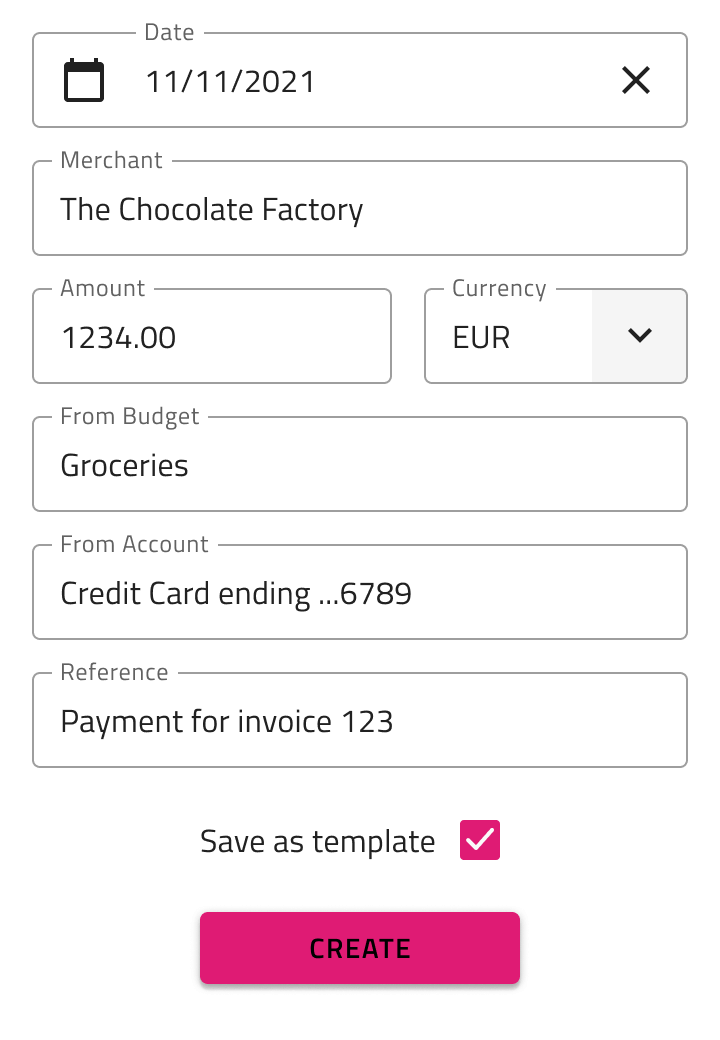 Date
11/11/2021
Merchant
The Chocolate Factory
Amount
1234.00
Currency
EUR
From Budget
Groceries
From Account
Credit Card ending ...6789
Reference
Payment for invoice 123
Save as template
CREATE